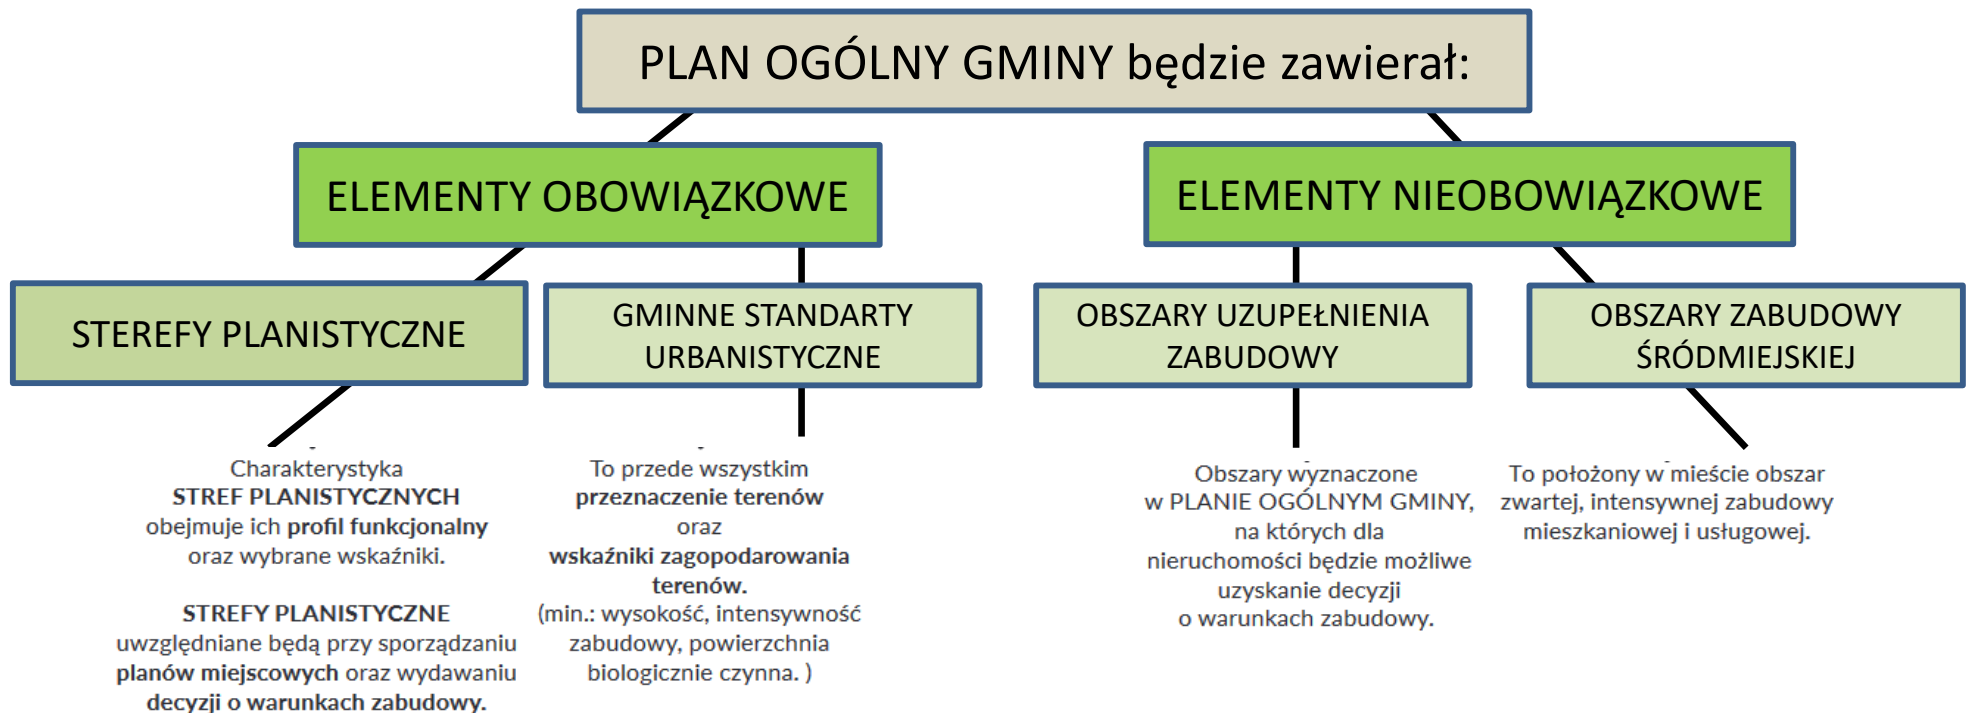 PLAN OGÓLNY GMINY będzie zawierał:
ELEMENTY OBOWIĄZKOWE
ELEMENTY NIEOBOWIĄZKOWE
STEREFY PLANISTYCZNE
GMINNE STANDARTY
URBANISTYCZNE
OBSZARY UZUPEŁNIENIA
ZABUDOWY
OBSZARY ZABUDOWY
ŚRÓDMIEJSKIEJ
Charakterystyka
STREF PLANISTYCZNYCH
obejmuje ich profil funkcjonalny
oraz wybrane wskaźniki.
STREFY PLANISTYCZNE
uwzględniane będą przy sporządzaniu
planów miejscowych oraz wydawaniu
decyzji o warunkach zabudowy.
To przede wszystkim
przeznaczenie terenów
oraz
wskaźniki zagopodarowania
terenów.
(min.: wysokość, intensywność
zabudowy, powierzchnia
biologicznie czynna. )
Obszary wyznaczone
w PLANIE OGÓLNYM GMINY,
na których dla
nieruchomości będzie możliwe
uzyskanie decyzji
o warunkach zabudowy.
To położony w mieście obszar
zwartej, intensywnej zabudowy
mieszkaniowej i usługowej.